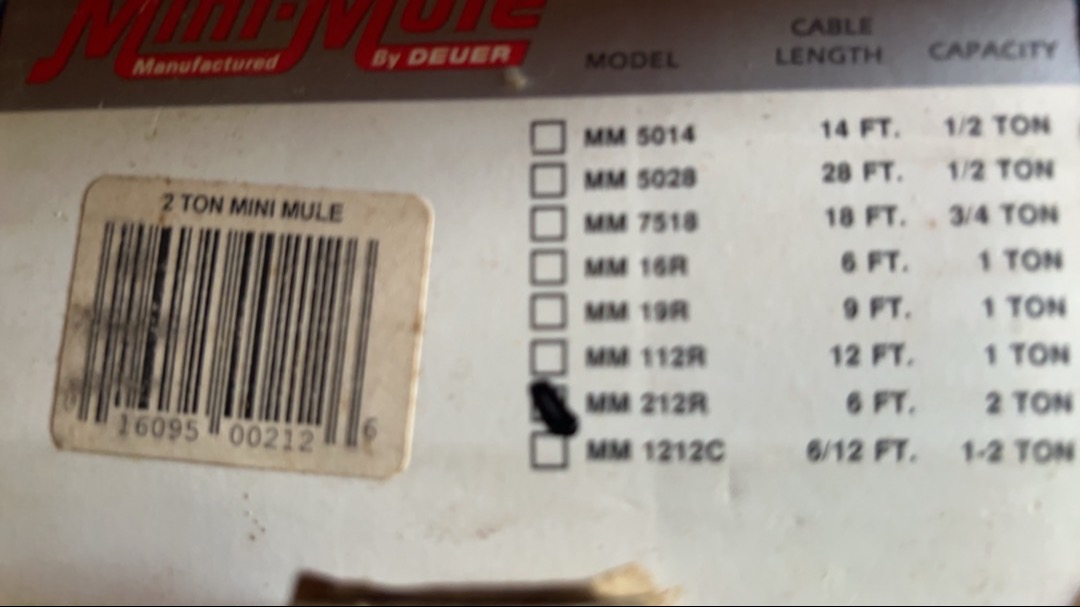 Mini-Mule
Manufactured By DEUER
MODEL CABLE LENGTH CAPACITY
MM 5014 14 FT. 1/2 TON
MM 5028 28 FT. 1/2 TON
MM 7518 18 FT. 3/4 TON
MM 16R 6 FT. 1 TON
MM 19R 9 FT. 1 TON
MM 112R 12 FT. 1 TON
MM 212R 6 FT. 2 TON
MM 1212C 6/12 FT. 1-2 TON
2 TON MINI MULE
0 16095 00212 6